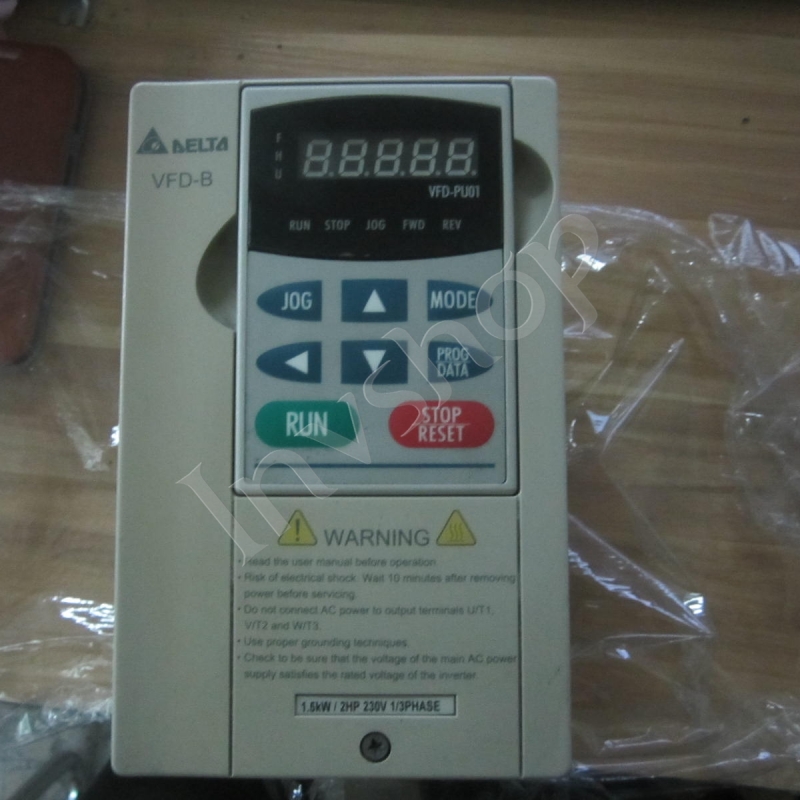 DELTA
VFD-B
F
H
U
88888
VFD-PU01
RUN STOP JOG FWD REV
JOG ▲ MODE
◀ ▼ PROG DATA
RUN STOP RESET
WARNING
• Read the user manual before operation.
• Risk of electrical shock. Wait 10 minutes after removing
power before servicing.
• Do not connect AC power to output terminals U/T1,
V/T2 and W/T3.
• Use proper grounding techniques.
• Check to be sure that the voltage of the main AC power
supply satisfies the rated voltage of the inverter.
1.5kW / 2HP 230V 1/3PHASE
Invshop